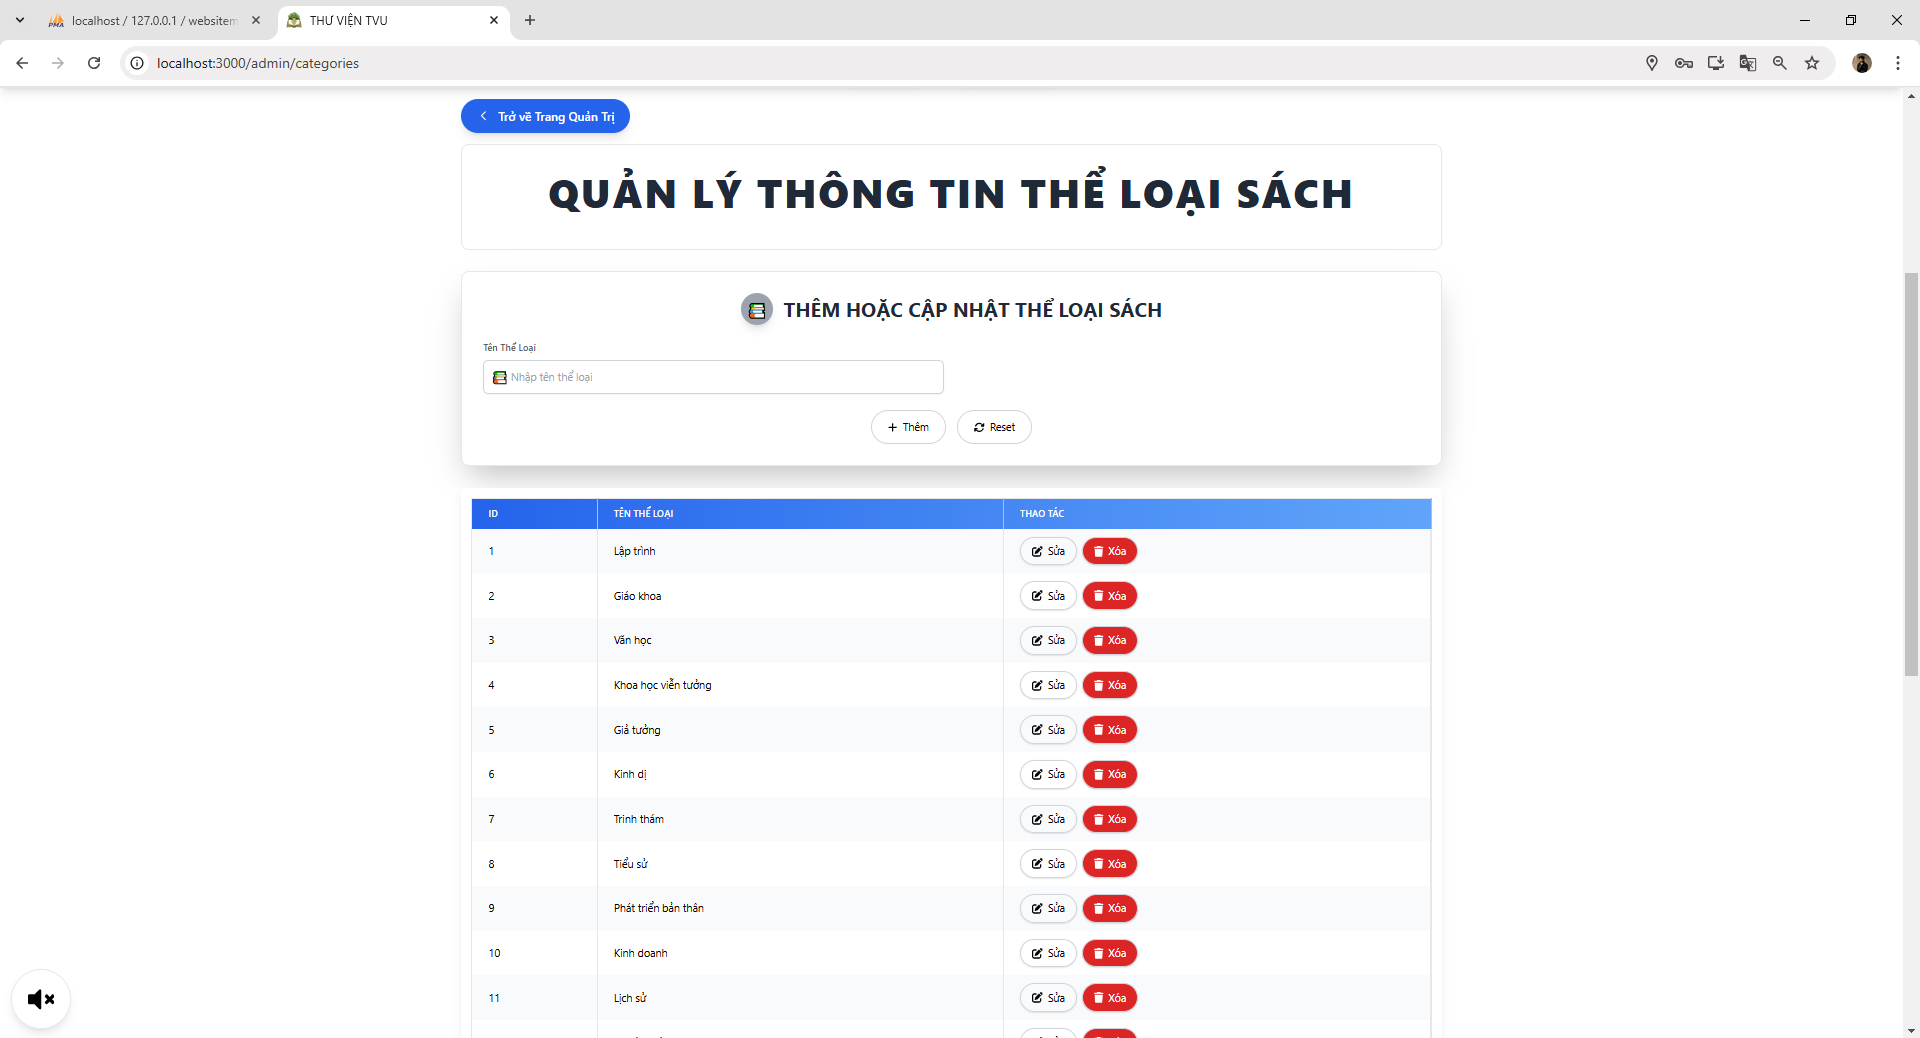 localhost / 127.0.0.1 / websitem
THƯ VIỆN TVU
localhost:3000/admin/categories
Trở về Trang Quản Trị
QUẢN LÝ THÔNG TIN THỂ LOẠI SÁCH
THÊM HOẶC CẬP NHẬT THỂ LOẠI SÁCH
Tên Thể Loại
Nhập tên thể loại
Thêm Reset
ID TÊN THỂ LOẠI THAO TÁC
1 Lập trình Sửa Xóa
2 Giáo khoa Sửa Xóa
3 Văn học Sửa Xóa
4 Khoa học viễn tưởng Sửa Xóa
5 Giả tưởng Sửa Xóa
6 Kinh dị Sửa Xóa
7 Trinh thám Sửa Xóa
8 Tiểu sử Sửa Xóa
9 Phát triển bản thân Sửa Xóa
10 Kinh doanh Sửa Xóa
11 Lịch sử Sửa Xóa